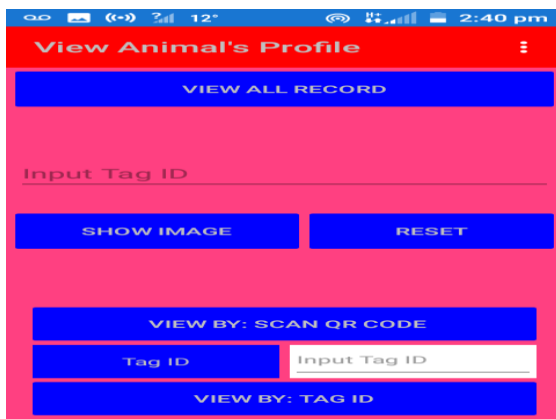 12° 2:40 pm
View Animal's Profile
VIEW ALL RECORD
Input Tag ID
SHOW IMAGE RESET
VIEW BY: SCAN QR CODE
Tag ID Input Tag ID
VIEW BY: TAG ID